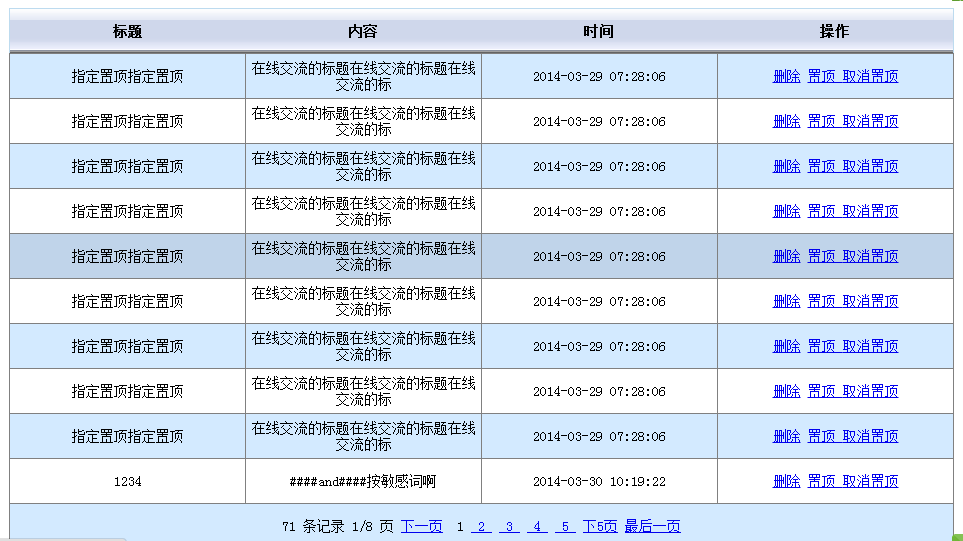 标题 内容 时间 操作
指定置顶指定置顶 在线交流的标题在线交流的标题在线交流的标 2014-03-29 07:28:06 删除 置顶 取消置顶
指定置顶指定置顶 在线交流的标题在线交流的标题在线交流的标 2014-03-29 07:28:06 删除 置顶 取消置顶
指定置顶指定置顶 在线交流的标题在线交流的标题在线交流的标 2014-03-29 07:28:06 删除 置顶 取消置顶
指定置顶指定置顶 在线交流的标题在线交流的标题在线交流的标 2014-03-29 07:28:06 删除 置顶 取消置顶
指定置顶指定置顶 在线交流的标题在线交流的标题在线交流的标 2014-03-29 07:28:06 删除 置顶 取消置顶
指定置顶指定置顶 在线交流的标题在线交流的标题在线交流的标 2014-03-29 07:28:06 删除 置顶 取消置顶
指定置顶指定置顶 在线交流的标题在线交流的标题在线交流的标 2014-03-29 07:28:06 删除 置顶 取消置顶
指定置顶指定置顶 在线交流的标题在线交流的标题在线交流的标 2014-03-29 07:28:06 删除 置顶 取消置顶
指定置顶指定置顶 在线交流的标题在线交流的标题在线交流的标 2014-03-29 07:28:06 删除 置顶 取消置顶
1234 ####and####按敏感词啊 2014-03-30 10:19:22 删除 置顶 取消置顶
71 条记录 1/8 页 下一页 1 2 3 4 5 下5页 最后一页